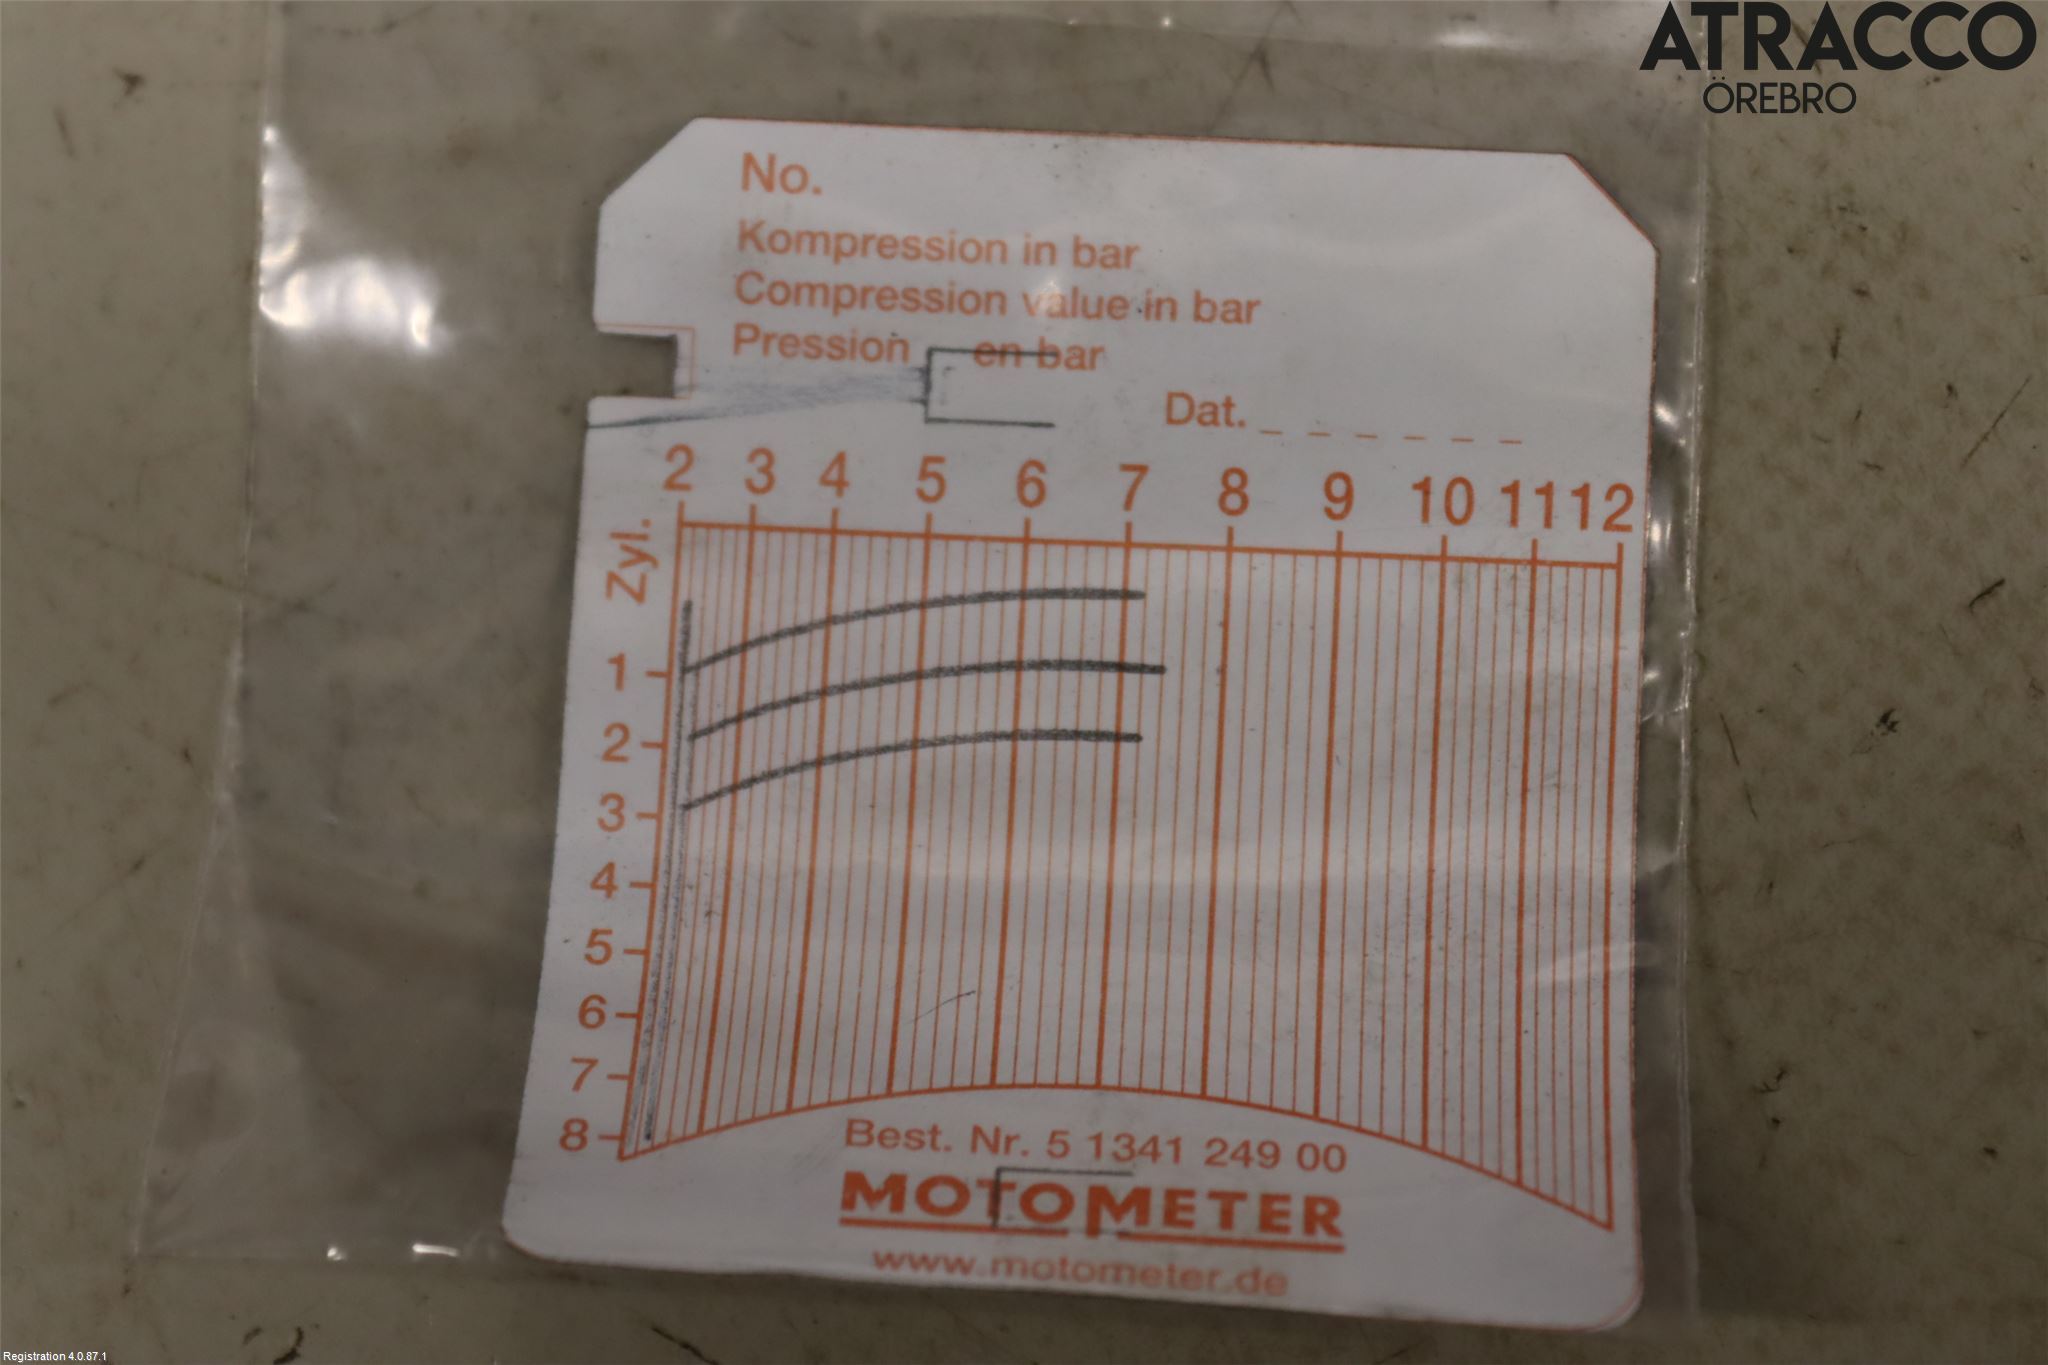 ATRACCO
ÖREBRO
No.
Kompression in bar
Compression value in bar
Pression en bar
Dat. _ _ _ _ _ _
2 3 4 5 6 7 8 9 10 11 12
Zyl.
1
2
3
4
5
6
7
8
Best. Nr. 5 1341 249 00
MOTOMETER
www.motometer.de
Registration 4.0.87.1